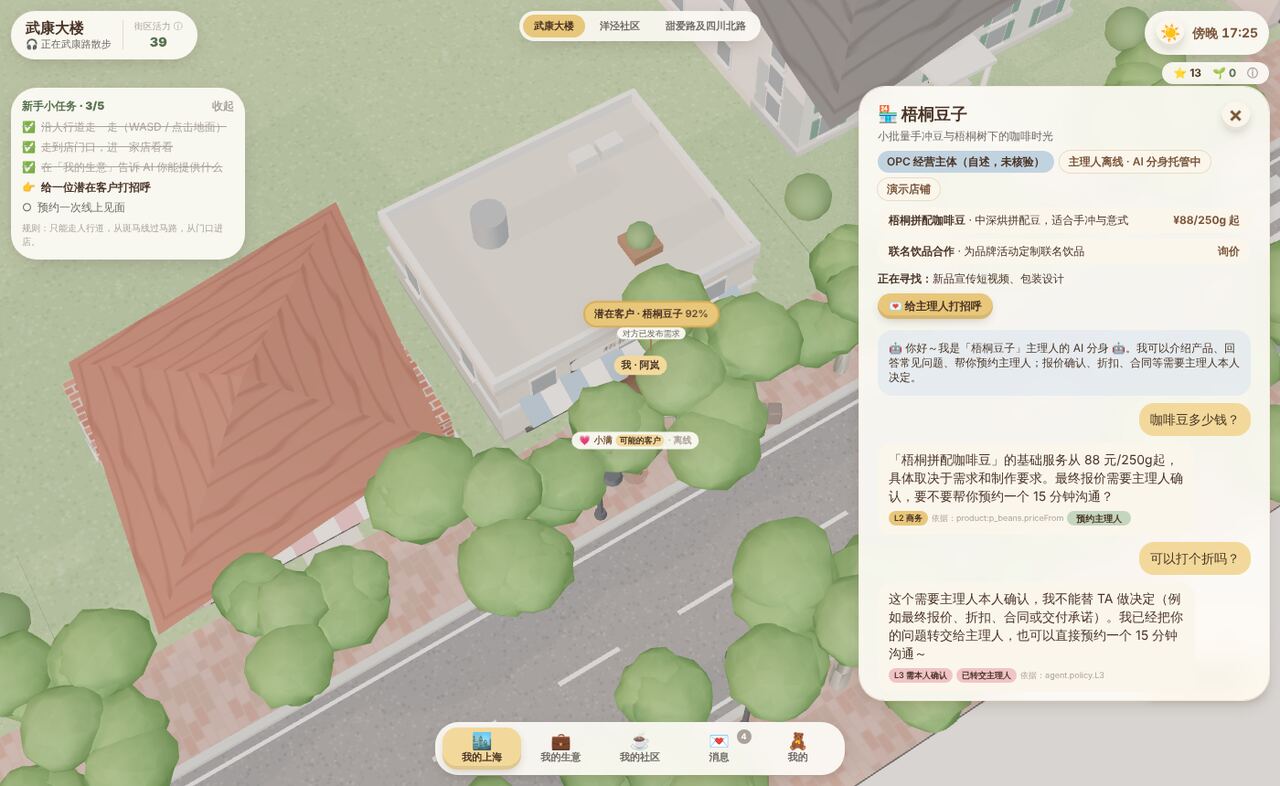 武康大楼
🎧 正在武康路散步
街区活力 ⓘ
39
武康大楼
洋泾社区
甜爱路及四川北路
☀️ 傍晚 17:25
⭐ 13 🌱 0 ⓘ
新手小任务 · 3/5
收起
✅ 沿人行道走一走（WASD / 点击地面）
✅ 走到店门口，进一家店看看
✅ 在「我的生意」告诉 AI 你能提供什么
👉 给一位潜在客户打招呼
○ 预约一次线上见面
规则：只能走人行道，从斑马线过马路，从门口进
店。
潜在客户 · 梧桐豆子 92%
对方已发布需求
我 · 阿岚
💗 小满 可能的客户 · 离线
🏪 梧桐豆子
×
小批量手冲豆与梧桐树下的咖啡时光
OPC 经营主体（自述，未核验）
主理人离线 · AI 分身托管中
演示店铺
梧桐拼配咖啡豆 · 中深烘拼配豆，适合手冲与意式
¥88/250g 起
联名饮品合作 · 为品牌活动定制联名饮品
询价
正在寻找：新品宣传短视频、包装设计
💌 给主理人打招呼
🤖 你好～我是「梧桐豆子」主理人的 AI 分身 🤖。我可以介绍产品、回
答常见问题、帮你预约主理人；报价确认、折扣、合同等需要主理人本人
决定。
咖啡豆多少钱？
「梧桐拼配咖啡豆」的基础服务从 88 元/250g起，
具体取决于需求和制作要求。最终报价需要主理人确
认，要不要帮你预约一个 15 分钟沟通？
L2 商务 依据：product:p_beans.priceFrom 预约主理人
可以打个折吗？
这个需要主理人本人确认，我不能替 TA 做决定（例
如最终报价、折扣、合同或交付承诺）。我已经把你
的问题转交给主理人，也可以直接预约一个 15 分钟
沟通～
L3 需本人确认 已转交主理人 依据：agent.policy.L3
我的上海
我的生意
我的社区
消息
4
我的